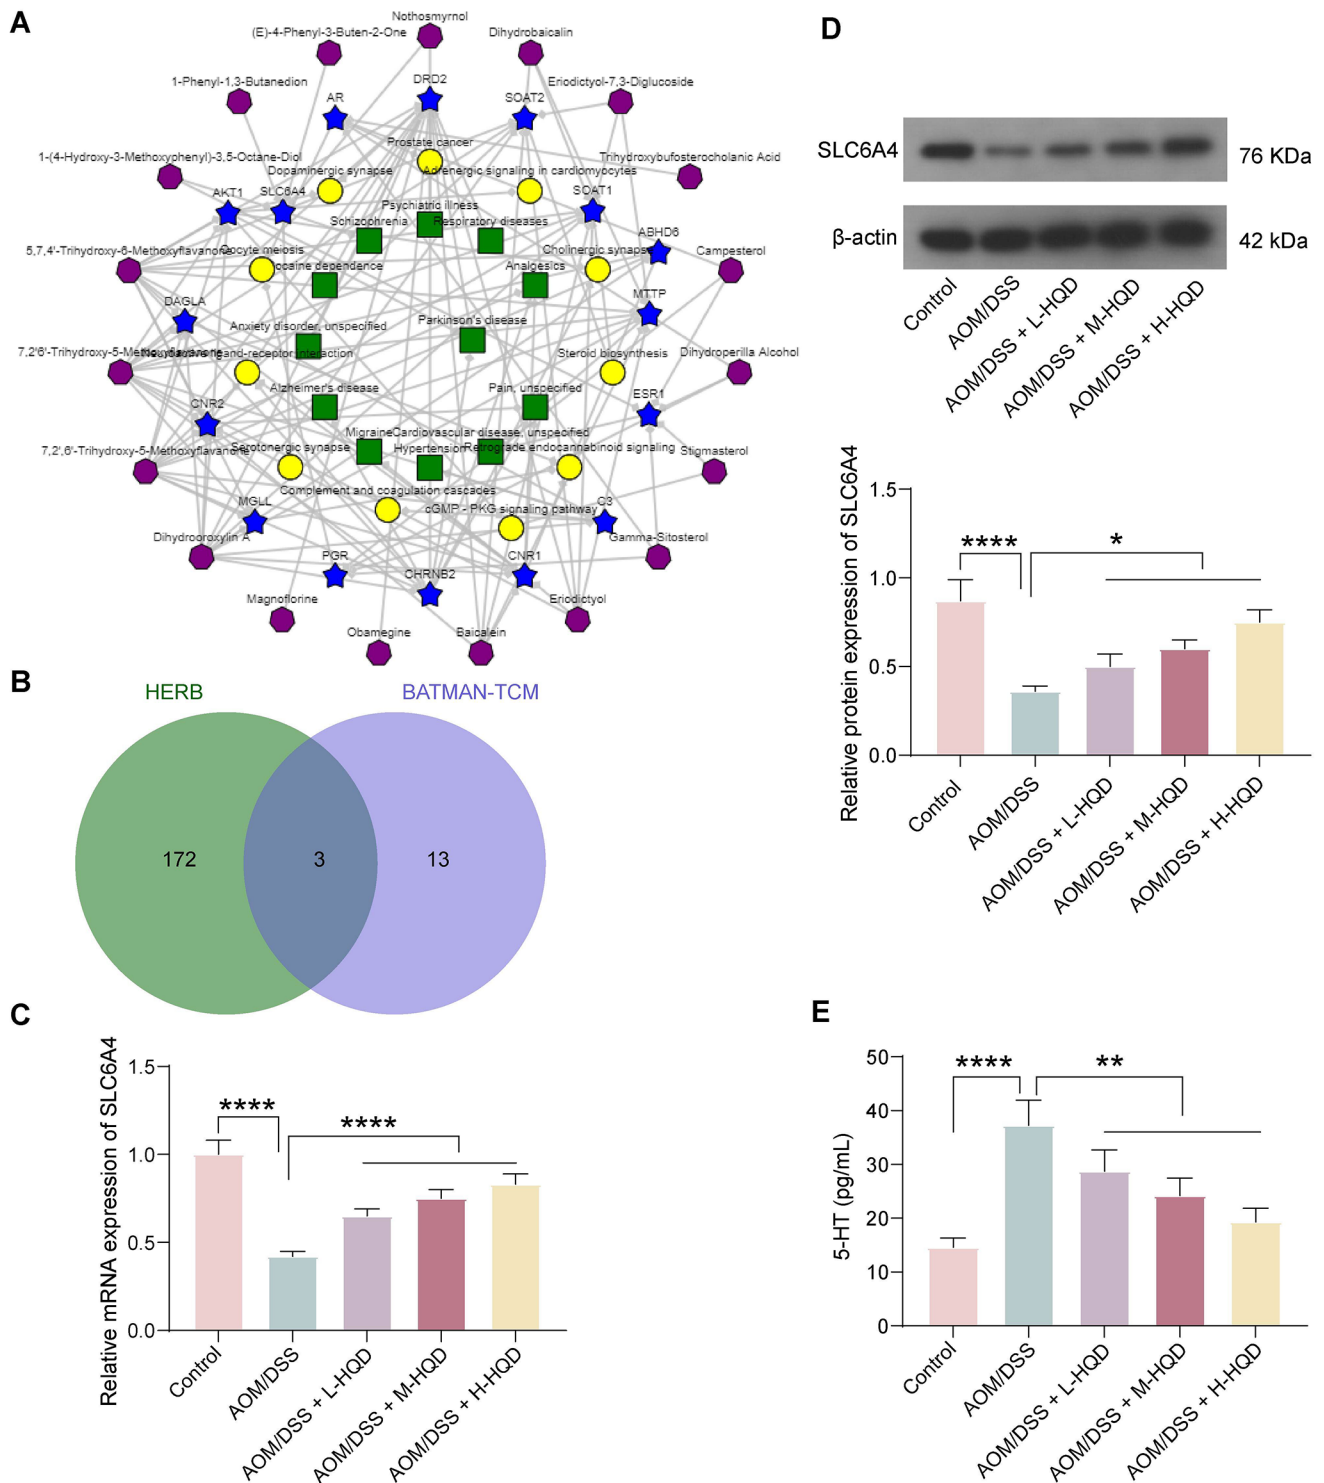 A
Nothosmyrnol
(E)-4-Phenyl-3-Buten-2-One
Dihydrobaicalin
1-Phenyl-1,3-Butanedion
DRD2
Eriodictyol-7,3-Diglucoside
AR
SOAT2
Prostate cancer
1-(4-Hydroxy-3-Methoxyphenyl)-3,5-Octane-Diol
Trihydroxybufosterocholanic Acid
Dopaminergic synapse
Adrenergic signaling in cardiomyocytes
AKT1
SLC6A4
SOAT1
Psychiatric illness
Schizophrenia
Respiratory diseases
ABHD6
5,7,4'-Trihydroxy-6-Methoxyflavanone
Oocyte meiosis
Cholinergic synapse
Campesterol
Cocaine dependence
Analgesics
DAGLA
MTTP
Anxiety disorder, unspecified
Parkinson's disease
7,2'6'-Trihydroxy-5-Methoxyflavanone
Neuroactive ligand-receptor interaction
Steroid biosynthesis
Dihydroperilla Alcohol
Alzheimer's disease
Pain, unspecified
CNR2
ESR1
Migraine
Cardiovascular disease, unspecified
7,2',6'-Trihydroxy-5-Methoxyflavanone
Serotonergic synapse
Hypertension
Retrograde endocannabinoid signaling
Stigmasterol
Complement and coagulation cascades
MGLL
cGMP - PKG signaling pathway
C3
Dihydrooroxylin A
Gamma-Sitosterol
PGR
CHRNB2
CNR1
Magnoflorine
Eriodictyol
Obamegine
Baicalein
B
HERB
BATMAN-TCM
172
3
13
C
Relative mRNA expression of SLC6A4
1.5
1.0
0.5
0.0
****
****
Control
AOM/DSS
AOM/DSS + L-HQD
AOM/DSS + M-HQD
AOM/DSS + H-HQD
D
SLC6A4
76 KDa
β-actin
42 kDa
Control
AOM/DSS
AOM/DSS + L-HQD
AOM/DSS + M-HQD
AOM/DSS + H-HQD
Relative protein expression of SLC6A4
1.5
1.0
0.5
0.0
****
*
Control
AOM/DSS
AOM/DSS + L-HQD
AOM/DSS + M-HQD
AOM/DSS + H-HQD
E
5-HT (pg/mL)
50
40
30
20
10
0
****
**
Control
AOM/DSS
AOM/DSS + L-HQD
AOM/DSS + M-HQD
AOM/DSS + H-HQD